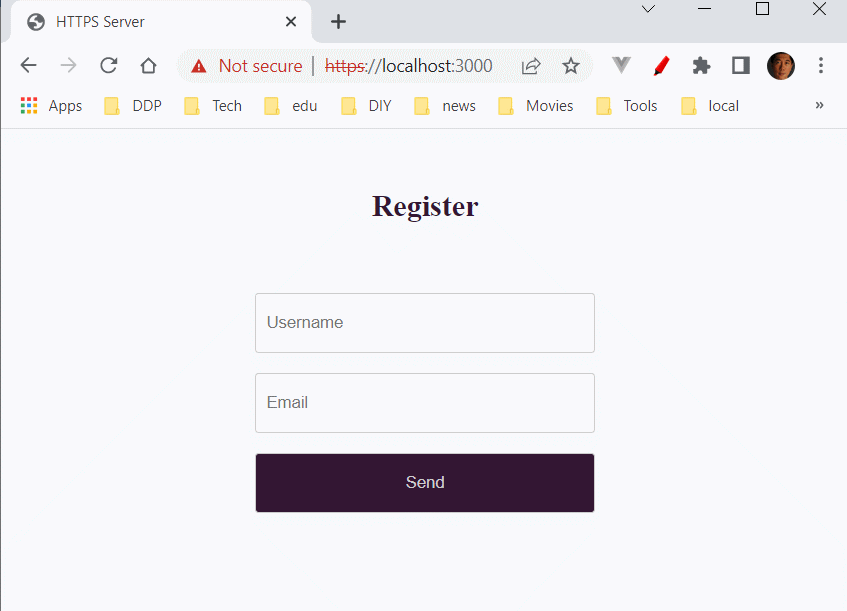 HTTPS Server
Not secure | https://localhost:3000
Apps DDP Tech edu DIY news Movies Tools local »
Register
Username
Email
Send